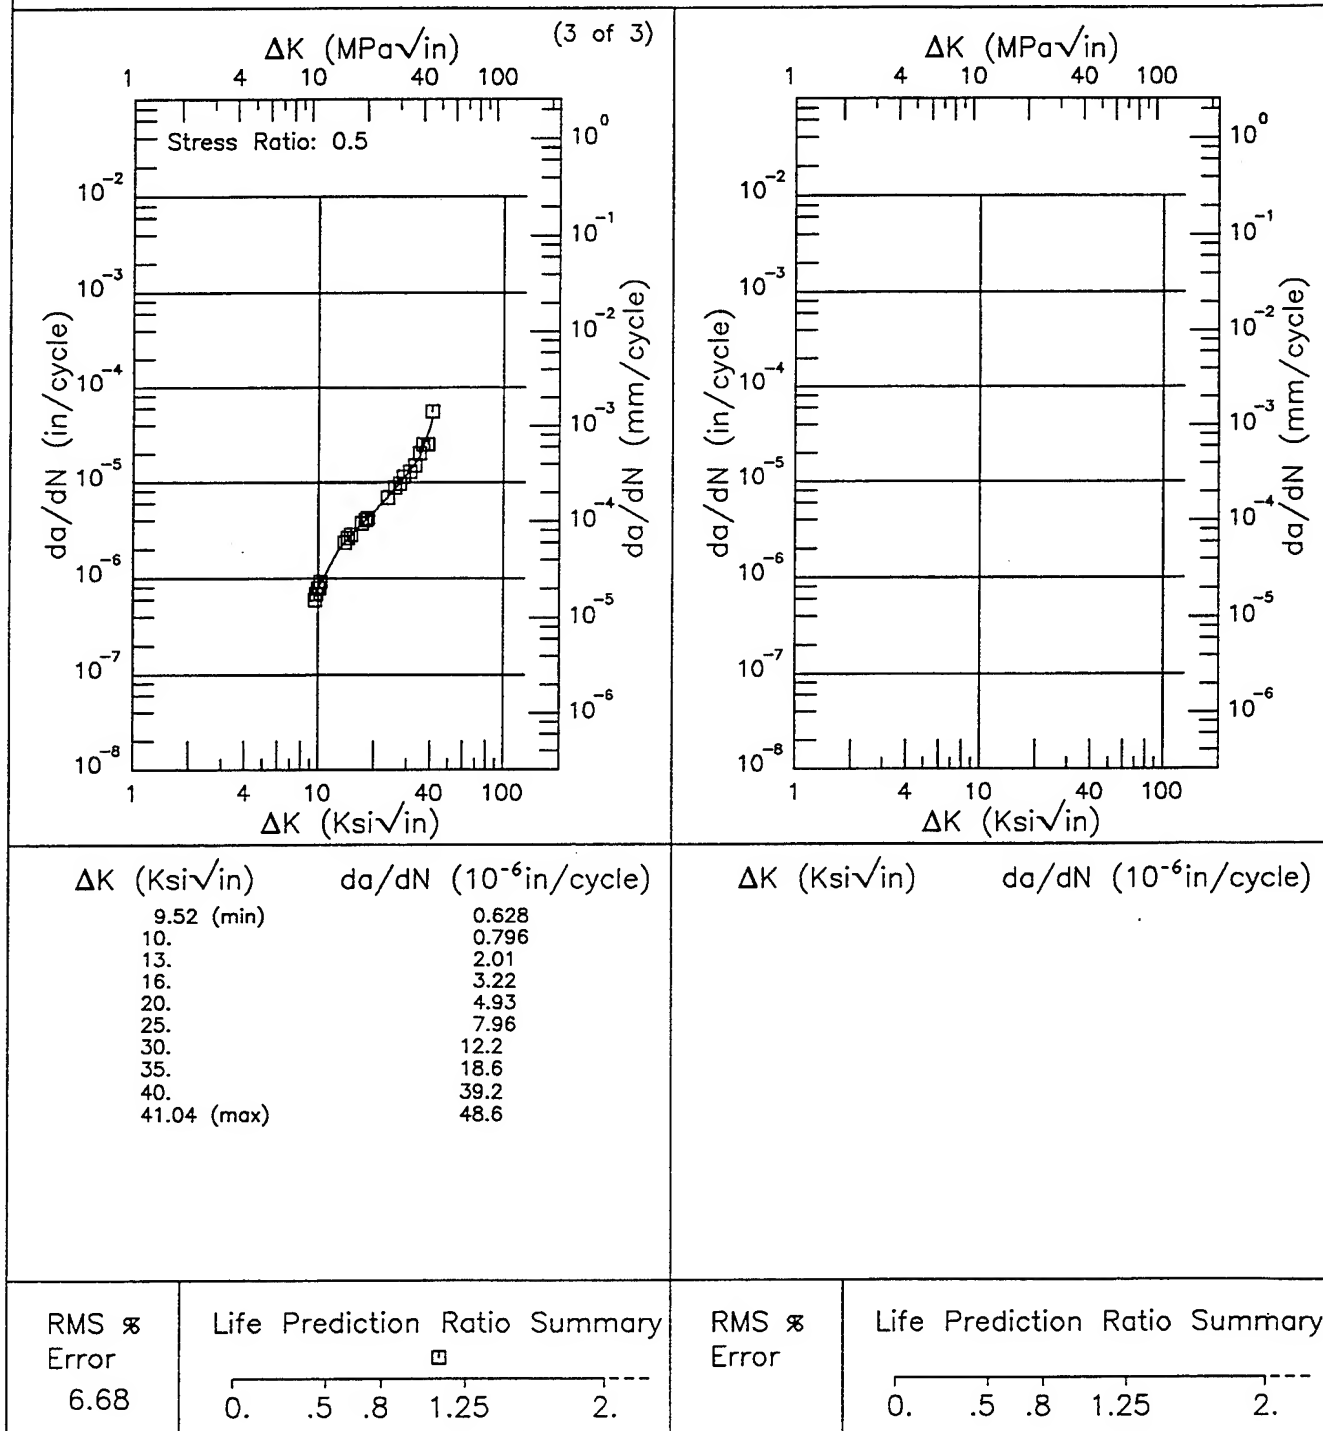 (3 of 3)
ΔK (MPa√in)
1 4 10 40 100
Stress Ratio: 0.5
10⁰
10⁻¹
10⁻²
10⁻³
10⁻⁴
10⁻⁵
10⁻⁶
da/dN (mm/cycle)
10⁻²
10⁻³
10⁻⁴
10⁻⁵
10⁻⁶
10⁻⁷
10⁻⁸
da/dN (in/cycle)
1 4 10 40 100
ΔK (Ksi√in)
ΔK (MPa√in)
1 4 10 40 100
10⁰
10⁻¹
10⁻²
10⁻³
10⁻⁴
10⁻⁵
10⁻⁶
da/dN (mm/cycle)
10⁻²
10⁻³
10⁻⁴
10⁻⁵
10⁻⁶
10⁻⁷
10⁻⁸
da/dN (in/cycle)
1 4 10 40 100
ΔK (Ksi√in)
ΔK (Ksi√in) da/dN (10⁻⁶in/cycle)
9.52 (min) 0.628
10. 0.796
13. 2.01
16. 3.22
20. 4.93
25. 7.96
30. 12.2
35. 18.6
40. 39.2
41.04 (max) 48.6
ΔK (Ksi√in) da/dN (10⁻⁶in/cycle)
RMS %
Error
6.68
Life Prediction Ratio Summary
0. .5 .8 1.25 2.
RMS %
Error
Life Prediction Ratio Summary
0. .5 .8 1.25 2.